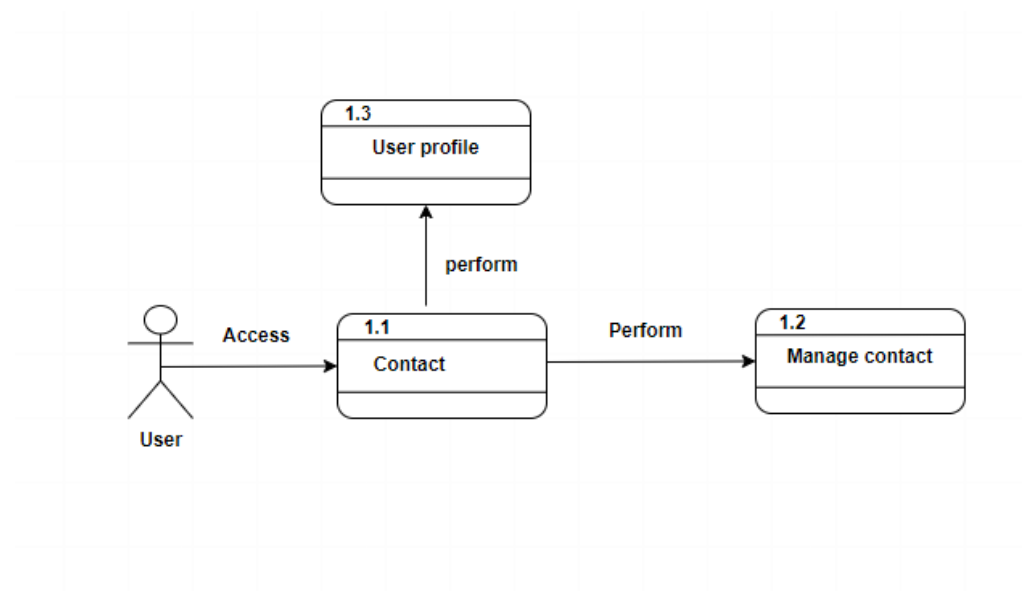 1.3
User profile
perform
Access
1.1
Contact
Perform
1.2
Manage contact
User